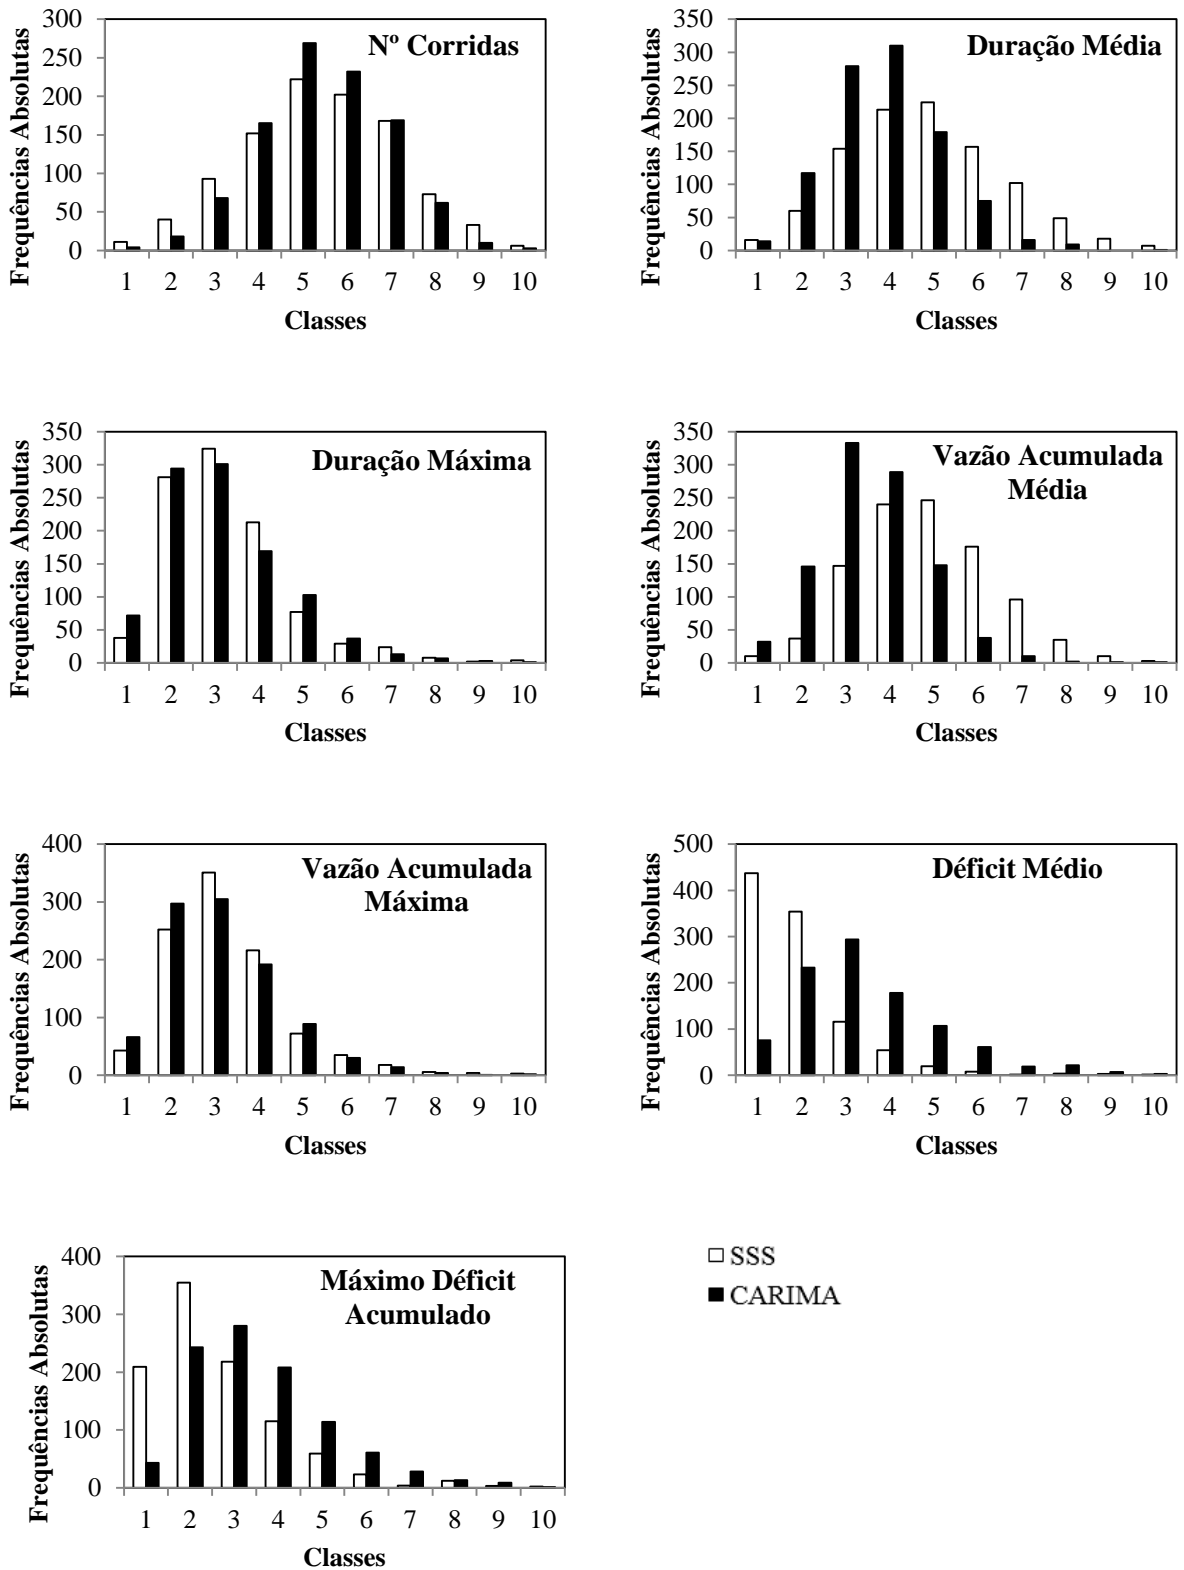 Nº Corridas
Frequências Absolutas
300
250
200
150
100
50
0
1 2 3 4 5 6 7 8 9 10
Classes
Duração Média
Frequências Absolutas
350
300
250
200
150
100
50
0
1 2 3 4 5 6 7 8 9 10
Classes
Duração Máxima
Frequências Absolutas
350
300
250
200
150
100
50
0
1 2 3 4 5 6 7 8 9 10
Classes
Vazão Acumulada
Média
Frequências Absolutas
350
300
250
200
150
100
50
0
1 2 3 4 5 6 7 8 9 10
Classes
Vazão Acumulada
Máxima
Frequências Absolutas
400
300
200
100
0
1 2 3 4 5 6 7 8 9 10
Classes
Déficit Médio
Frequências Absolutas
500
400
300
200
100
0
1 2 3 4 5 6 7 8 9 10
Classes
Máximo Déficit
Acumulado
Frequências Absolutas
400
300
200
100
0
1 2 3 4 5 6 7 8 9 10
Classes
SSS
CARIMA